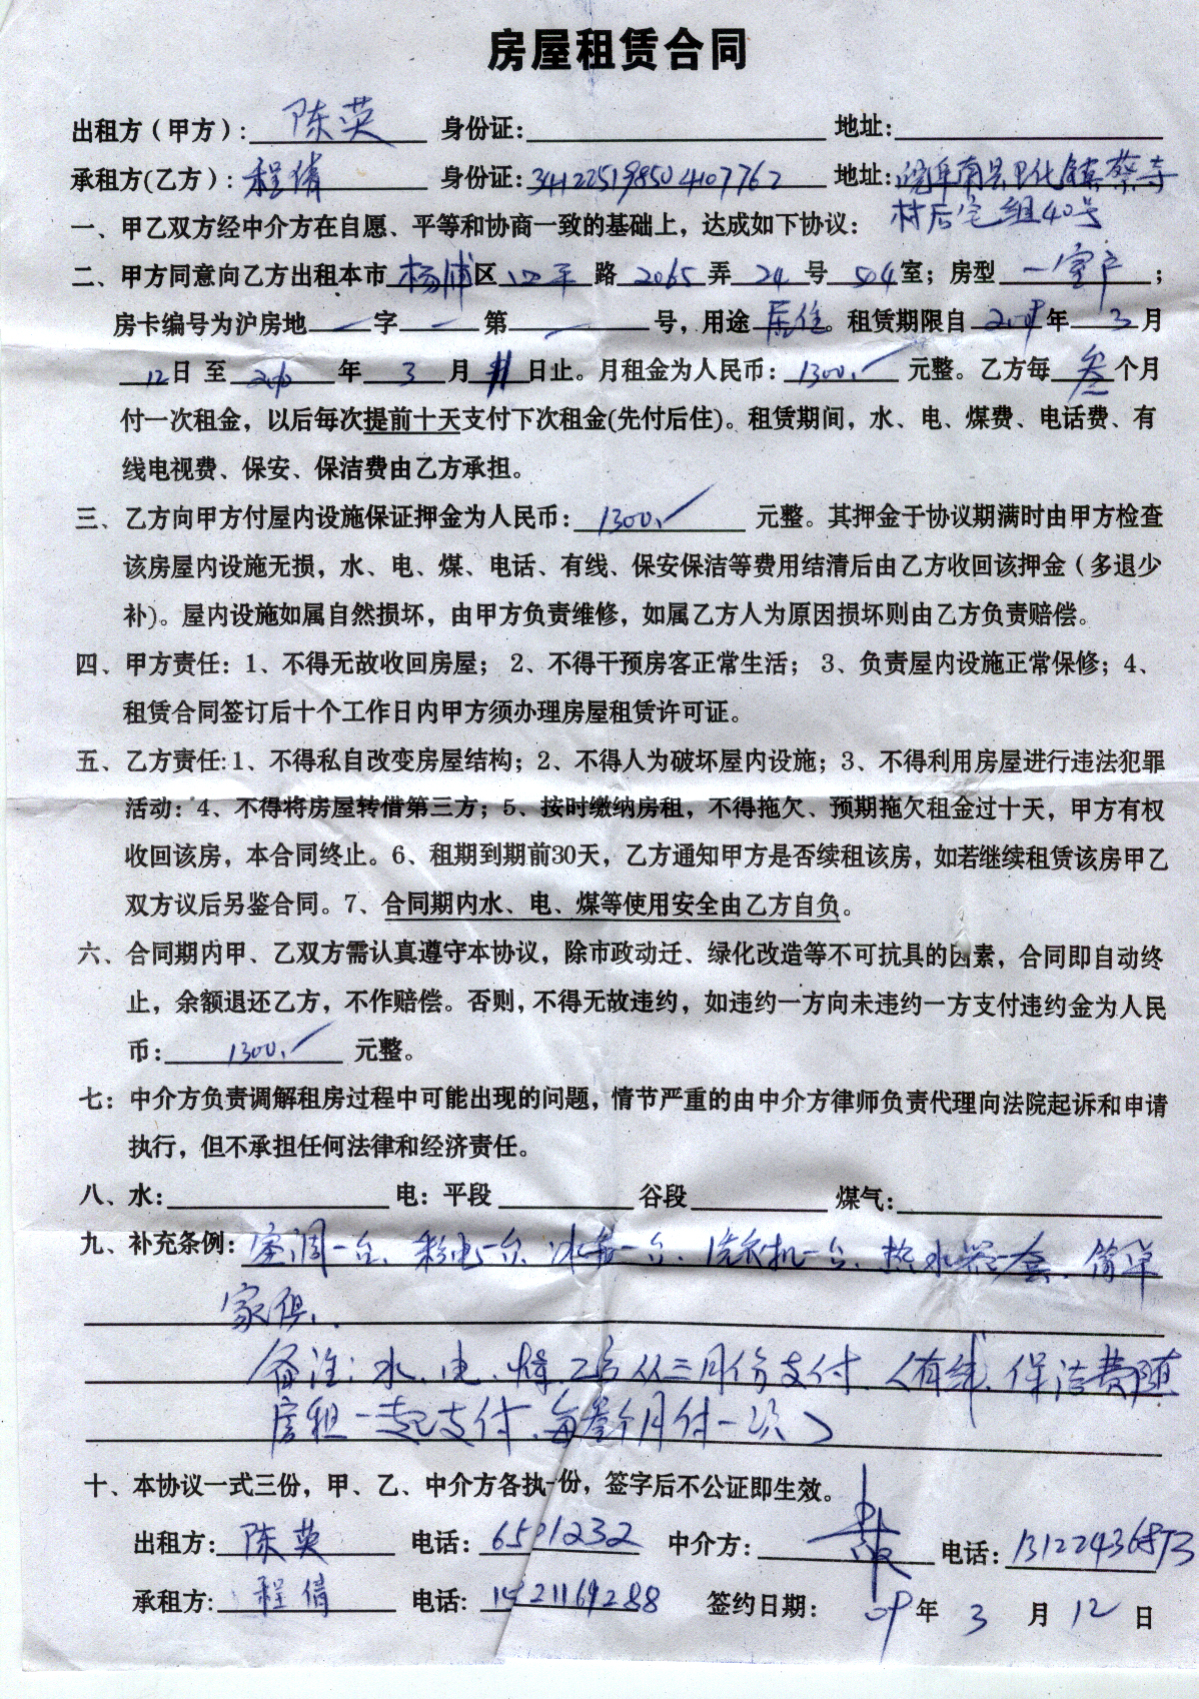 房屋租赁合同
出租方（甲方）：陈英 身份证： 地址：
承租方(乙方)：程倩 身份证： 地址：阜南县 镇蔡寺
一、甲乙双方经中介方在自愿、平等和协商一致的基础上，达成如下协议： 村后宅组40号
二、甲方同意向乙方出租本市杨浦区 路2065弄24号504室；房型一室户；
房卡编号为沪房地—字—第—号，用途居住。租赁期限自2009年3月
12日至2010年3月11日止。月租金为人民币：1300.元整。乙方每叁个月
付一次租金，以后每次提前十天支付下次租金(先付后住)。租赁期间，水、电、煤费、电话费、有
线电视费、保安、保洁费由乙方承担。
三、乙方向甲方付屋内设施保证押金为人民币：1300.元整。其押金于协议期满时由甲方检查
该房屋内设施无损，水、电、煤、电话、有线、保安保洁等费用结清后由乙方收回该押金（多退少
补)。屋内设施如属自然损坏，由甲方负责维修，如属乙方人为原因损坏则由乙方负责赔偿。
四、甲方责任：1、不得无故收回房屋；2、不得干预房客正常生活；3、负责屋内设施正常保修；4、
租赁合同签订后十个工作日内甲方须办理房屋租赁许可证。
五、乙方责任:1、不得私自改变房屋结构；2、不得人为破坏屋内设施；3、不得利用房屋进行违法犯罪
活动：4、不得将房屋转借第三方；5、按时缴纳房租，不得拖欠、预期拖欠租金过十天，甲方有权
收回该房，本合同终止。6、租期到期前30天，乙方通知甲方是否续租该房，如若继续租赁该房甲乙
双方议后另鉴合同。7、合同期内水、电、煤等使用安全由乙方自负。
六、合同期内甲、乙双方需认真遵守本协议，除市政动迁、绿化改造等不可抗具的因素，合同即自动终
止，余额退还乙方，不作赔偿。否则，不得无故违约，如违约一方向未违约一方支付违约金为人民
币：1300.元整。
七：中介方负责调解租房过程中可能出现的问题，情节严重的由中介方律师负责代理向法院起诉和申请
执行，但不承担任何法律和经济责任。
八、水： 电：平段 谷段 煤气：
九、补充条例：空调一台、彩电一台、冰箱一台、洗衣机一台、热水器一套、简单
家俱、.
备注：水、电、煤乙方从三月份支付、（有线、保洁费随
房租一起支付、每叁个月付一次）
十、本协议一式三份，甲、乙、中介方各执一份，签字后不公证即生效。
出租方：陈英 电话： 中介方： 电话：
承租方：程倩 电话： 签约日期：09年3月12日